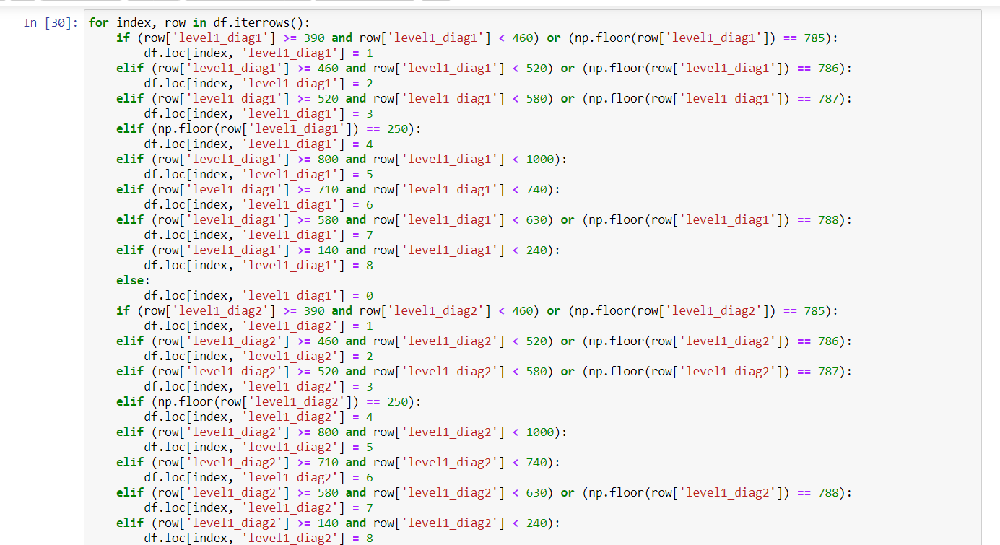 In [30]: for index, row in df.iterrows():
    if (row['level1_diag1'] >= 390 and row['level1_diag1'] < 460) or (np.floor(row['level1_diag1']) == 785):
        df.loc[index, 'level1_diag1'] = 1
    elif (row['level1_diag1'] >= 460 and row['level1_diag1'] < 520) or (np.floor(row['level1_diag1']) == 786):
        df.loc[index, 'level1_diag1'] = 2
    elif (row['level1_diag1'] >= 520 and row['level1_diag1'] < 580) or (np.floor(row['level1_diag1']) == 787):
        df.loc[index, 'level1_diag1'] = 3
    elif (np.floor(row['level1_diag1']) == 250):
        df.loc[index, 'level1_diag1'] = 4
    elif (row['level1_diag1'] >= 800 and row['level1_diag1'] < 1000):
        df.loc[index, 'level1_diag1'] = 5
    elif (row['level1_diag1'] >= 710 and row['level1_diag1'] < 740):
        df.loc[index, 'level1_diag1'] = 6
    elif (row['level1_diag1'] >= 580 and row['level1_diag1'] < 630) or (np.floor(row['level1_diag1']) == 788):
        df.loc[index, 'level1_diag1'] = 7
    elif (row['level1_diag1'] >= 140 and row['level1_diag1'] < 240):
        df.loc[index, 'level1_diag1'] = 8
    else:
        df.loc[index, 'level1_diag1'] = 0
    if (row['level1_diag2'] >= 390 and row['level1_diag2'] < 460) or (np.floor(row['level1_diag2']) == 785):
        df.loc[index, 'level1_diag2'] = 1
    elif (row['level1_diag2'] >= 460 and row['level1_diag2'] < 520) or (np.floor(row['level1_diag2']) == 786):
        df.loc[index, 'level1_diag2'] = 2
    elif (row['level1_diag2'] >= 520 and row['level1_diag2'] < 580) or (np.floor(row['level1_diag2']) == 787):
        df.loc[index, 'level1_diag2'] = 3
    elif (np.floor(row['level1_diag2']) == 250):
        df.loc[index, 'level1_diag2'] = 4
    elif (row['level1_diag2'] >= 800 and row['level1_diag2'] < 1000):
        df.loc[index, 'level1_diag2'] = 5
    elif (row['level1_diag2'] >= 710 and row['level1_diag2'] < 740):
        df.loc[index, 'level1_diag2'] = 6
    elif (row['level1_diag2'] >= 580 and row['level1_diag2'] < 630) or (np.floor(row['level1_diag2']) == 788):
        df.loc[index, 'level1_diag2'] = 7
    elif (row['level1_diag2'] >= 140 and row['level1_diag2'] < 240):
        df.loc[index, 'level1_diag2'] = 8